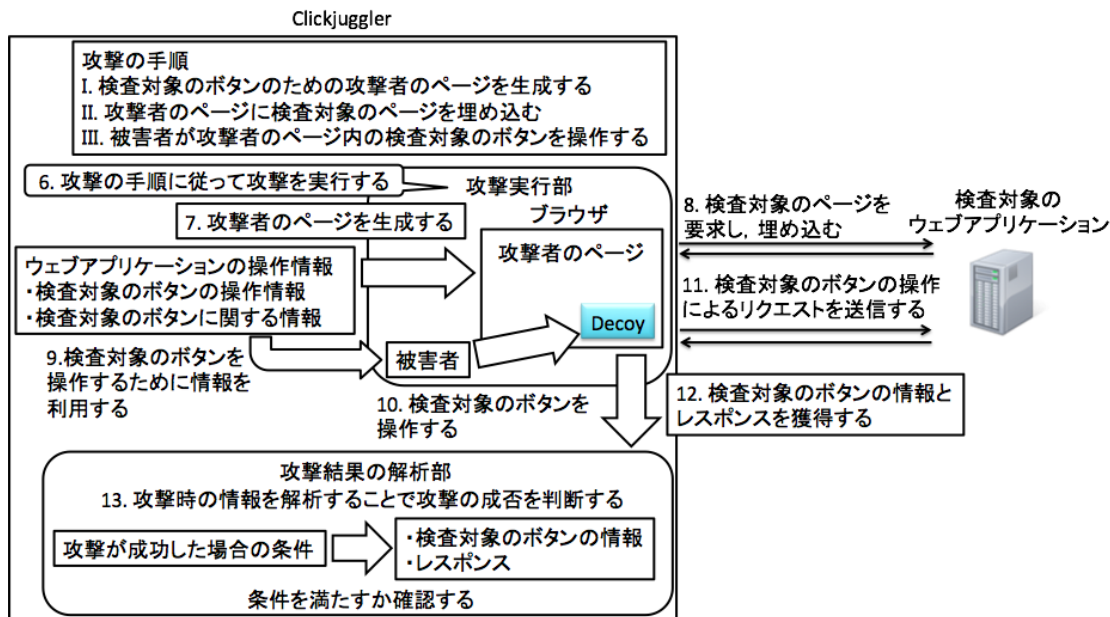 Clickjuggler
攻撃の手順
I. 検査対象のボタンのための攻撃者のページを生成する
II. 攻撃者のページに検査対象のページを埋め込む
III. 被害者が攻撃者のページ内の検査対象のボタンを操作する
6. 攻撃の手順に従って攻撃を実行する
攻撃実行部
7. 攻撃者のページを生成する
ブラウザ
攻撃者のページ
8. 検査対象のページを
要求し，埋め込む
検査対象の
ウェブアプリケーション
ウェブアプリケーションの操作情報
・検査対象のボタンの操作情報
・検査対象のボタンに関する情報
11. 検査対象のボタンの操作
によるリクエストを送信する
Decoy
9.検査対象のボタンを
操作するために情報を
利用する
被害者
10. 検査対象のボタンを
操作する
12. 検査対象のボタンの情報と
レスポンスを獲得する
攻撃結果の解析部
13. 攻撃時の情報を解析することで攻撃の成否を判断する
攻撃が成功した場合の条件
・検査対象のボタンの情報
・レスポンス
条件を満たすか確認する